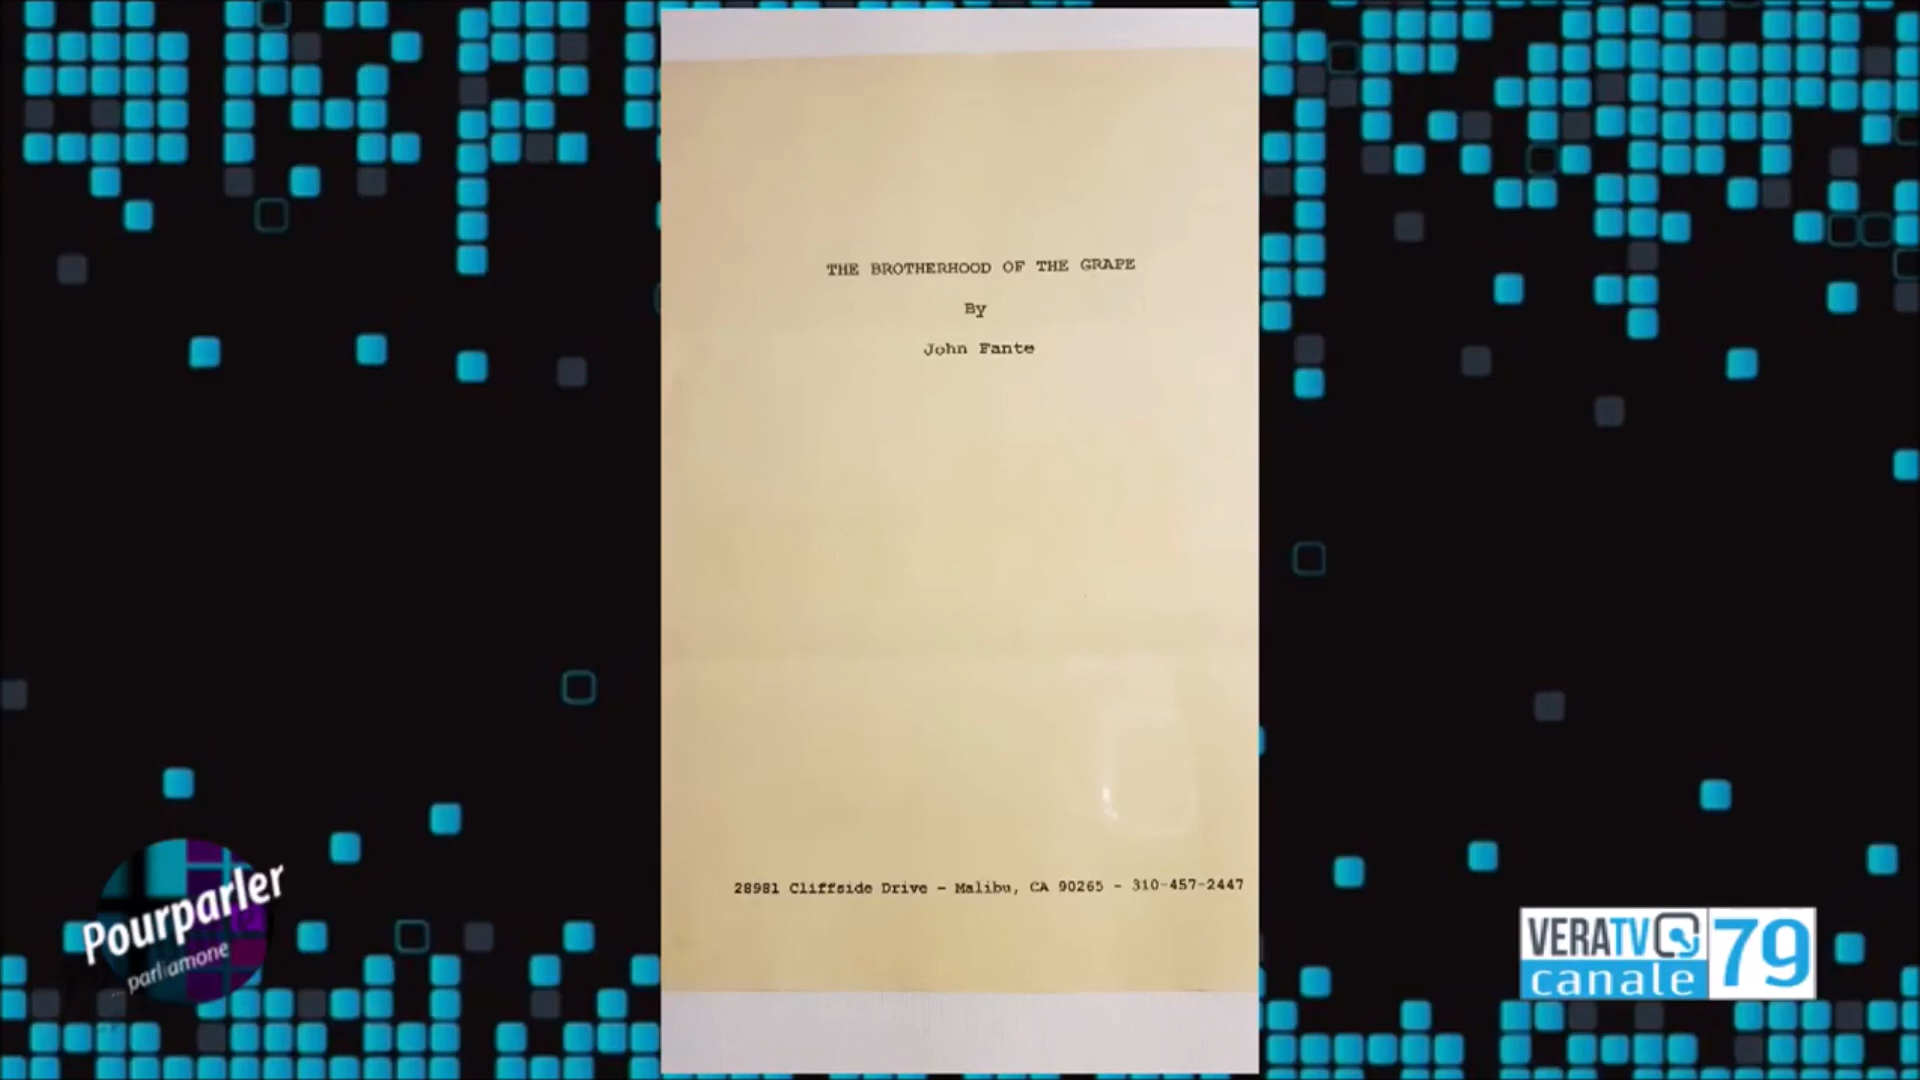 THE BROTHERHOOD OF THE GRAPE
By
John Fante
28981 Cliffside Drive - Malibu, CA 90265 - 310-457-2447
Pourparler
... parliamone
VERATV
canale
79